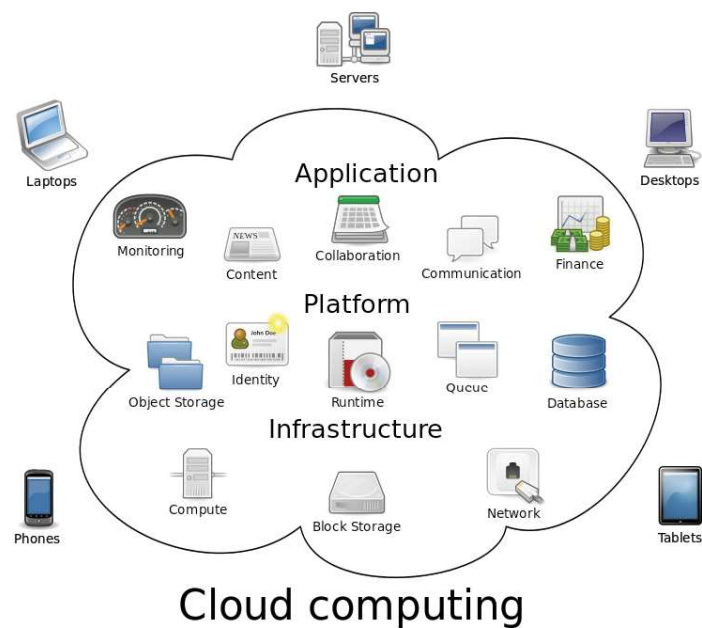 Servers
Laptops
Desktops
Application
Monitoring
NEWS
Content
Collaboration
Communication
Finance
Platform
John Doe
Object Storage
Identity
Runtime
Queue
Database
Infrastructure
Compute
Block Storage
Network
Phones
Tablets
Cloud computing